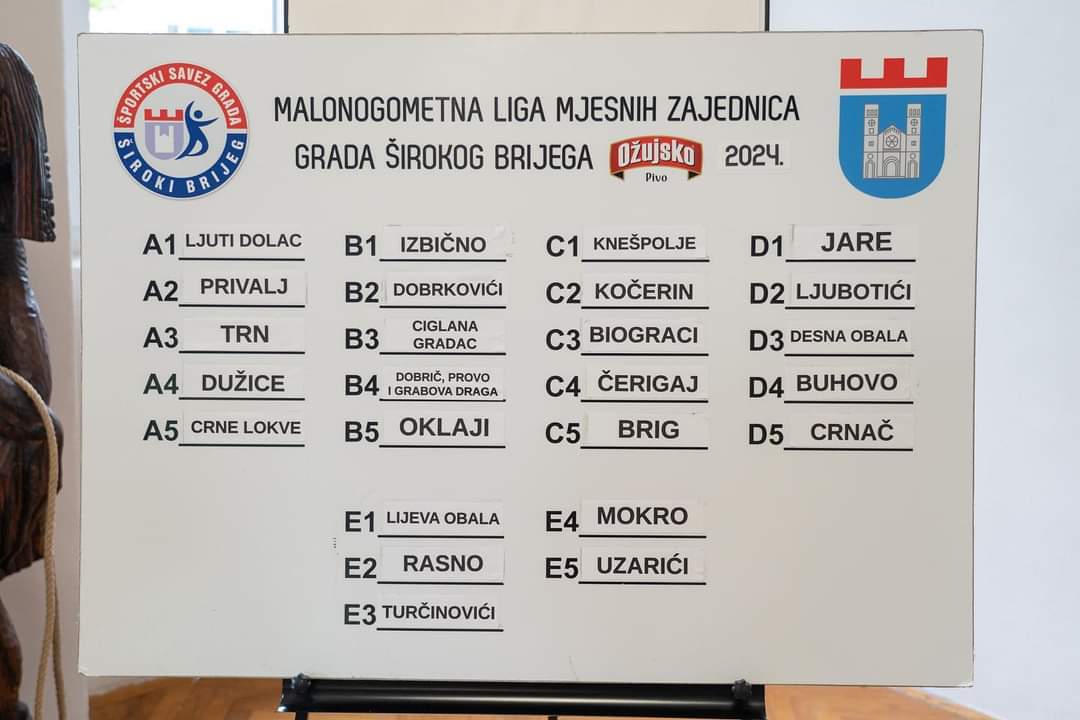 ŠPORTSKI SAVEZ GRADA
ŠIROKI BRIJEG
MALONOGOMETNA LIGA MJESNIH ZAJEDNICA
GRADA ŠIROKOG BRIJEGA Ožujsko Pivo 2024.
A1 LJUTI DOLAC
A2 PRIVALJ
A3 TRN
A4 DUŽICE
A5 CRNE LOKVE
B1 IZBIČNO
B2 DOBRKOVIĆI
B3 CIGLANA
GRADAC
B4 DOBRIČ, PROVO
I GRABOVA DRAGA
B5 OKLAJI
C1 KNEŠPOLJE
C2 KOČERIN
C3 BIOGRACI
C4 ČERIGAJ
C5 BRIG
D1 JARE
D2 LJUBOTIĆI
D3 DESNA OBALA
D4 BUHOVO
D5 CRNAČ
E1 LIJEVA OBALA
E2 RASNO
E3 TURČINOVIĆI
E4 MOKRO
E5 UZARIĆI